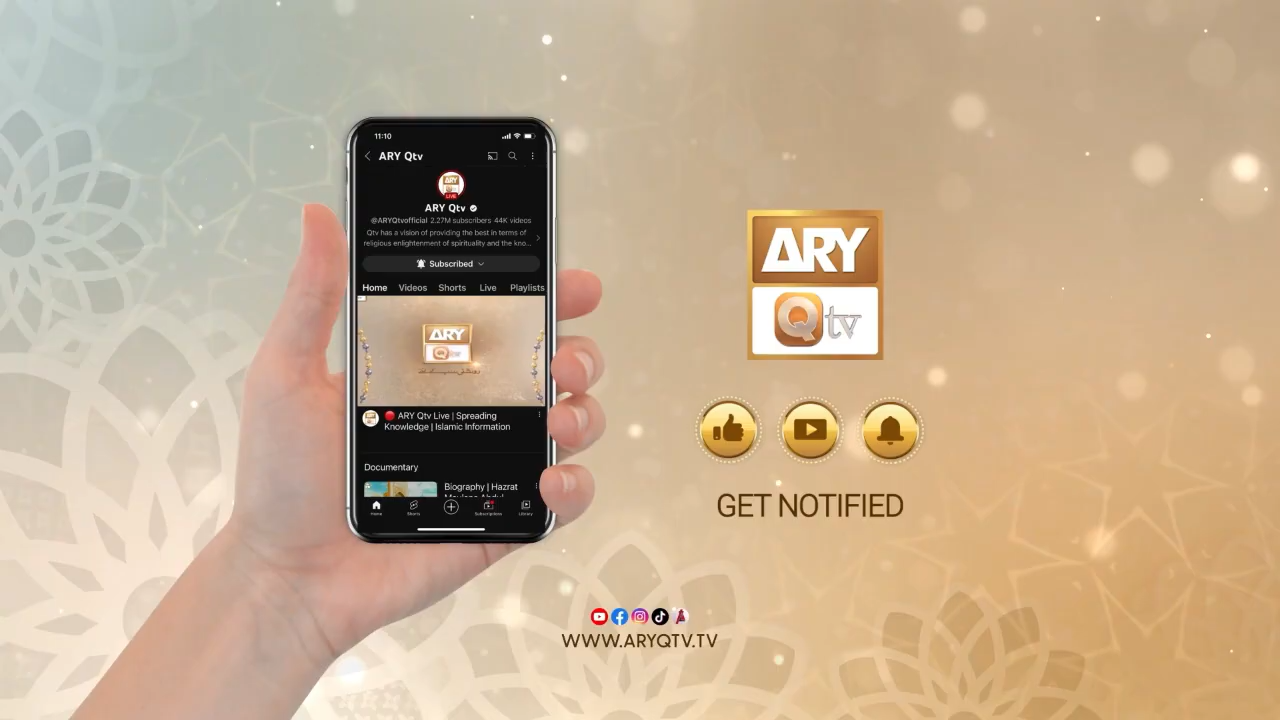 11:10
ARY Qtv
LIVE
ARY Qtv
@ARYQtvofficial 2.27M subscribers 44K videos
Qtv has a vision of providing the best in terms of
religious enlightenment of spirituality and the kno...
Subscribed
Home Videos Shorts Live Playlists
ARY
Qtv
ARY Qtv Live | Spreading
Knowledge | Islamic Information
Documentary
Biography | Hazrat
Home Shorts Subscriptions Library
ARY
Qtv
GET NOTIFIED
WWW.ARYQTV.TV